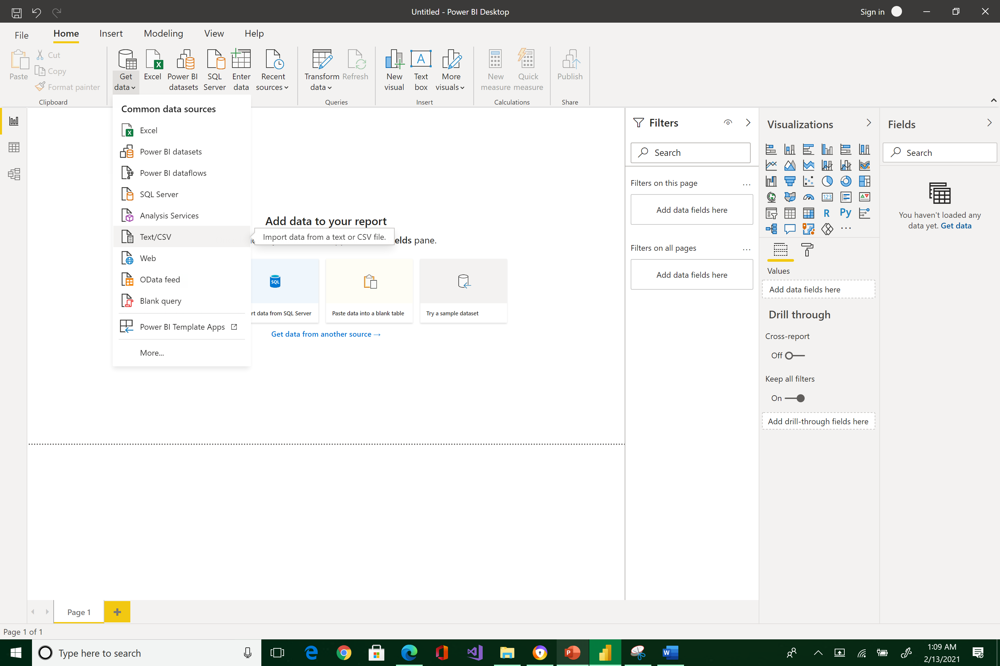 Untitled - Power BI Desktop
Sign in
File
Home
Insert
Modeling
View
Help
Paste
Cut
Copy
Format painter
Clipboard
Get data
Excel
Power BI datasets
SQL Server
Enter data
Recent sources
Transform data
Refresh
Queries
New visual
A
Text box
More visuals
Insert
New measure
Quick measure
Calculations
Publish
Share
Common data sources
Excel
Power BI datasets
Power BI dataflows
SQL Server
Analysis Services
Text/CSV
Web
OData feed
Blank query
Power BI Template Apps
More...
Add data to your report
Import data from a text or CSV file.
elds pane.
SQL
rt data from SQL Server
Paste data into a blank table
Try a sample dataset
Get data from another source →
Filters
Search
Filters on this page ...
Add data fields here
Filters on all pages ...
Add data fields here
Visualizations
123
R
Py
...
Values
Add data fields here
Drill through
Cross-report
Off
Keep all filters
On
Add drill-through fields here
Fields
Search
You haven't loaded any
data yet. Get data
Page 1
Page 1 of 1
Type here to search
P
W
1:09 AM
2/13/2021